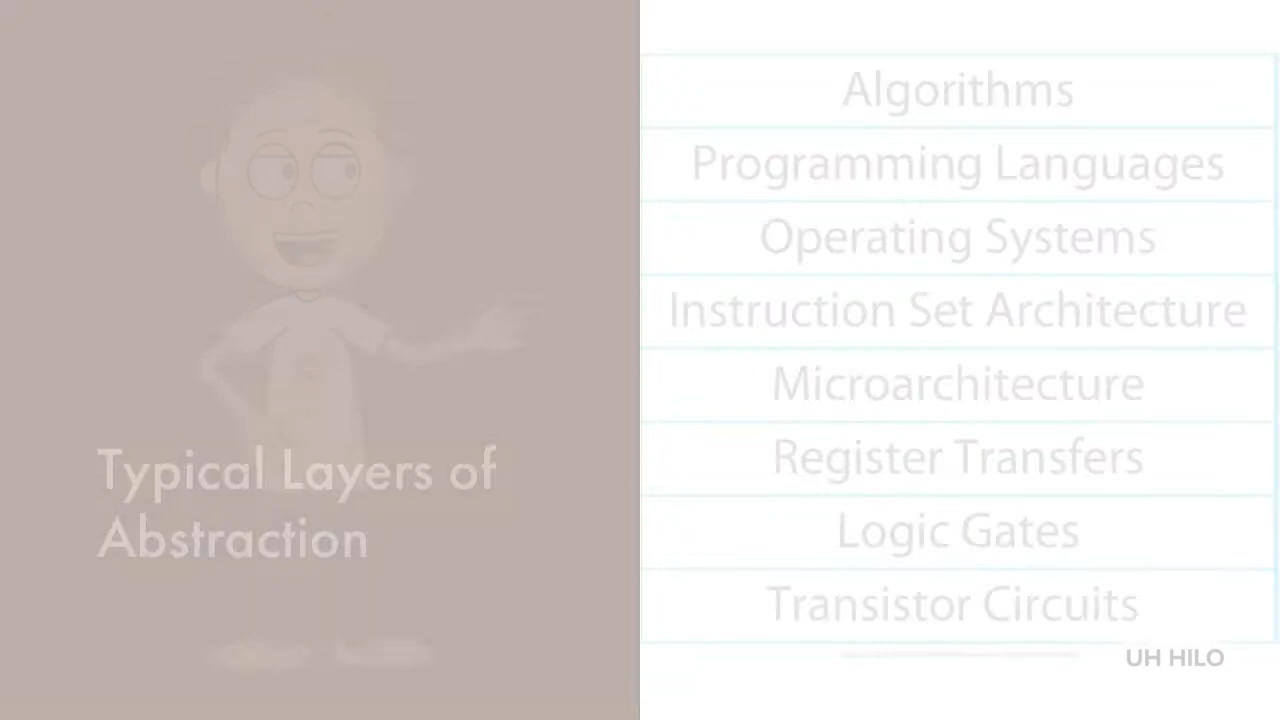 Typical Layers of
Abstraction
Algorithms
Programming Languages
Operating Systems
Instruction Set Architecture
Microarchitecture
Register Transfers
Logic Gates
Transistor Circuits
UH HILO